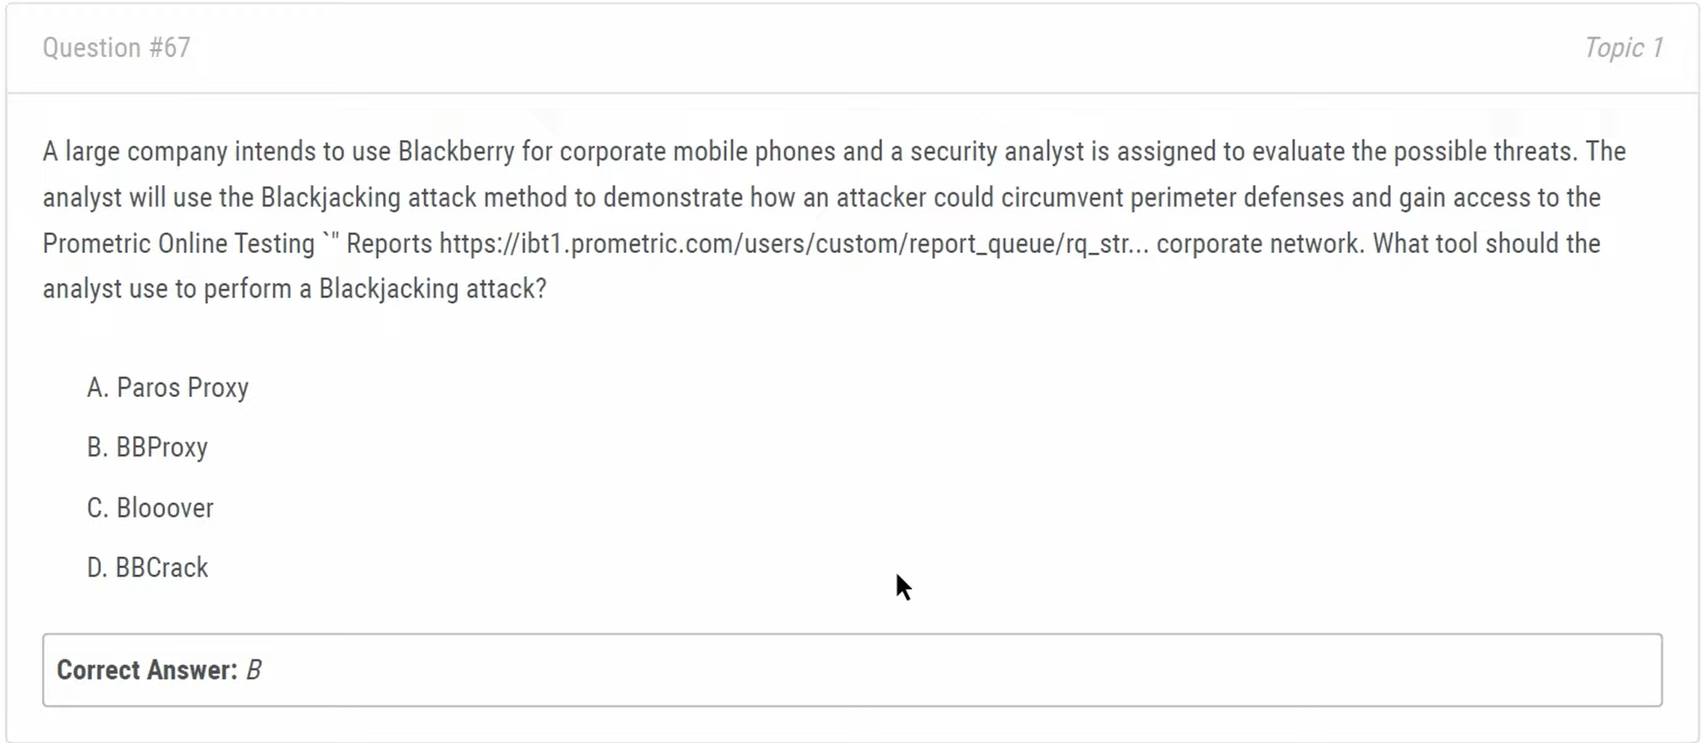 Question #67
Topic 1
A large company intends to use Blackberry for corporate mobile phones and a security analyst is assigned to evaluate the possible threats. The
analyst will use the Blackjacking attack method to demonstrate how an attacker could circumvent perimeter defenses and gain access to the
Prometric Online Testing `" Reports https://ibt1.prometric.com/users/custom/report_queue/rq_str... corporate network. What tool should the
analyst use to perform a Blackjacking attack?
A. Paros Proxy
B. BBProxy
C. Blooover
D. BBCrack
Correct Answer: B